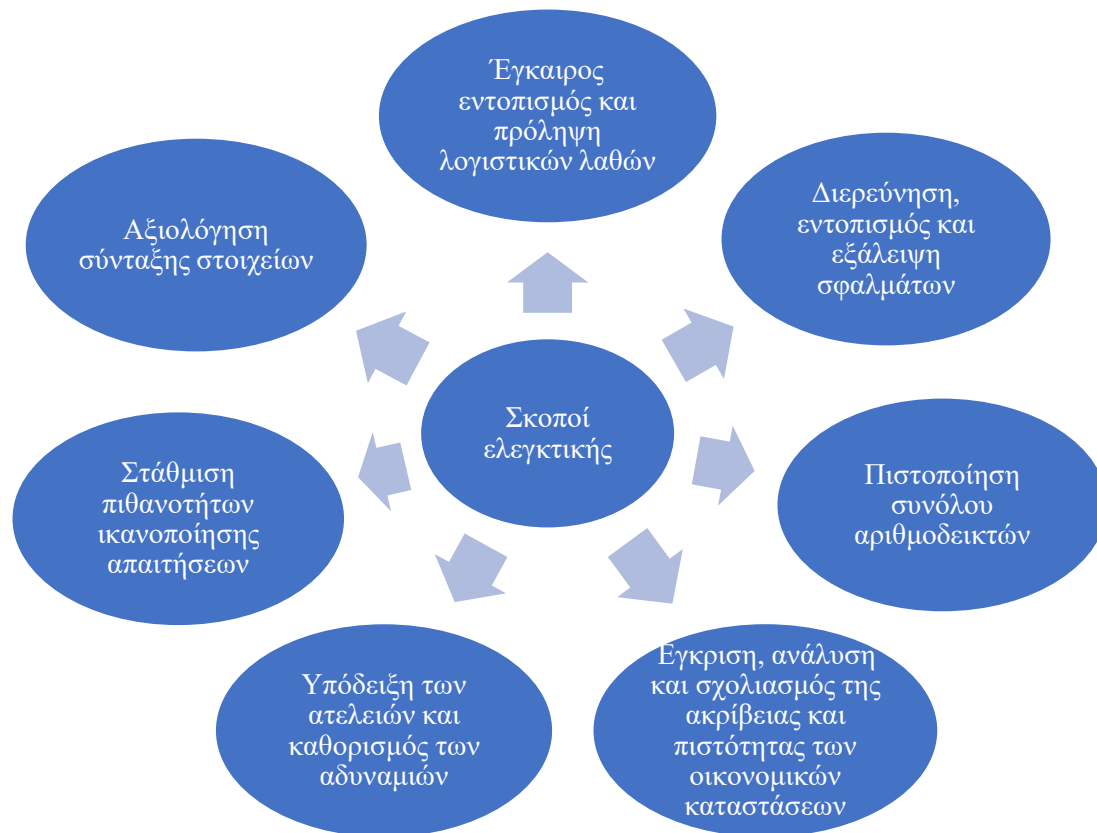 Έγκαιρος
εντοπισμός και
πρόληψη
λογιστικών λαθών
Διερεύνηση,
εντοπισμός και
εξάλειψη
σφαλμάτων
Πιστοποίηση
συνόλου
αριθμοδεικτών
Εγκριση, ανάλυση
και σχολιασμός της
ακρίβειας και
πιστότητας των
οικονομικών
καταστάσεων
Υπόδειξη των
ατελειών και
καθορισμός των
αδυναμιών
Στάθμιση
πιθανοτήτων
ικανοποίησης
απαιτήσεων
Αξιολόγηση
σύνταξης στοιχείων
Σκοποί
ελεγκτικής